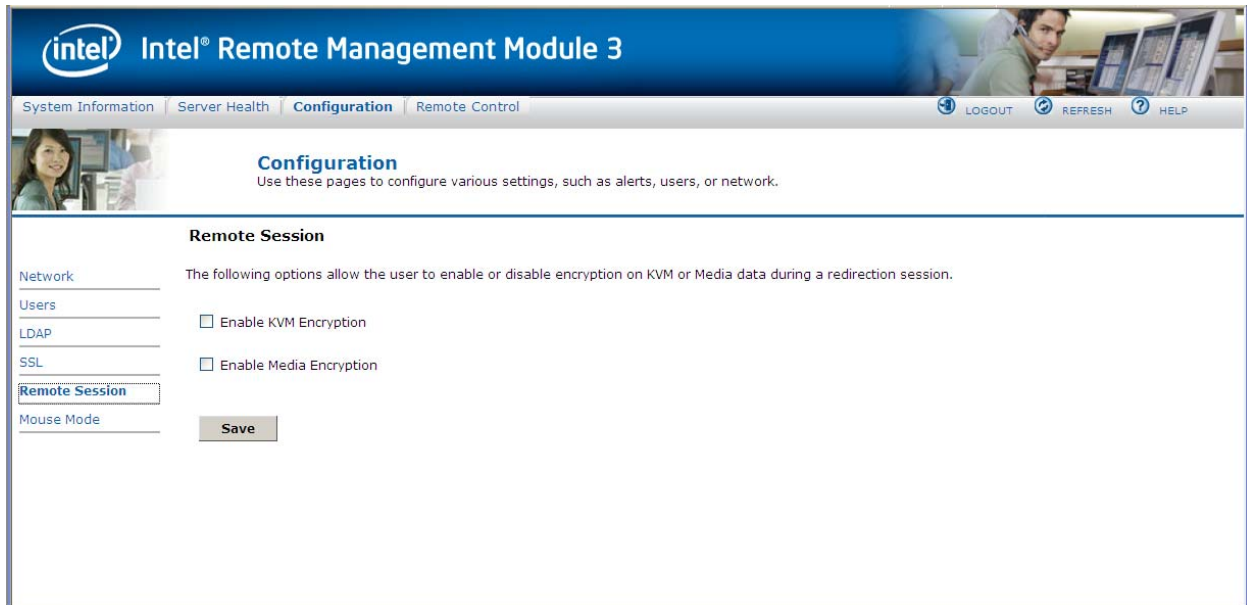 intel Intel® Remote Management Module 3
System Information Server Health Configuration Remote Control LOGOUT REFRESH HELP
Configuration
Use these pages to configure various settings, such as alerts, users, or network.
Remote Session
The following options allow the user to enable or disable encryption on KVM or Media data during a redirection session.
Network
Users
LDAP
SSL
Remote Session
Mouse Mode
Enable KVM Encryption
Enable Media Encryption
Save